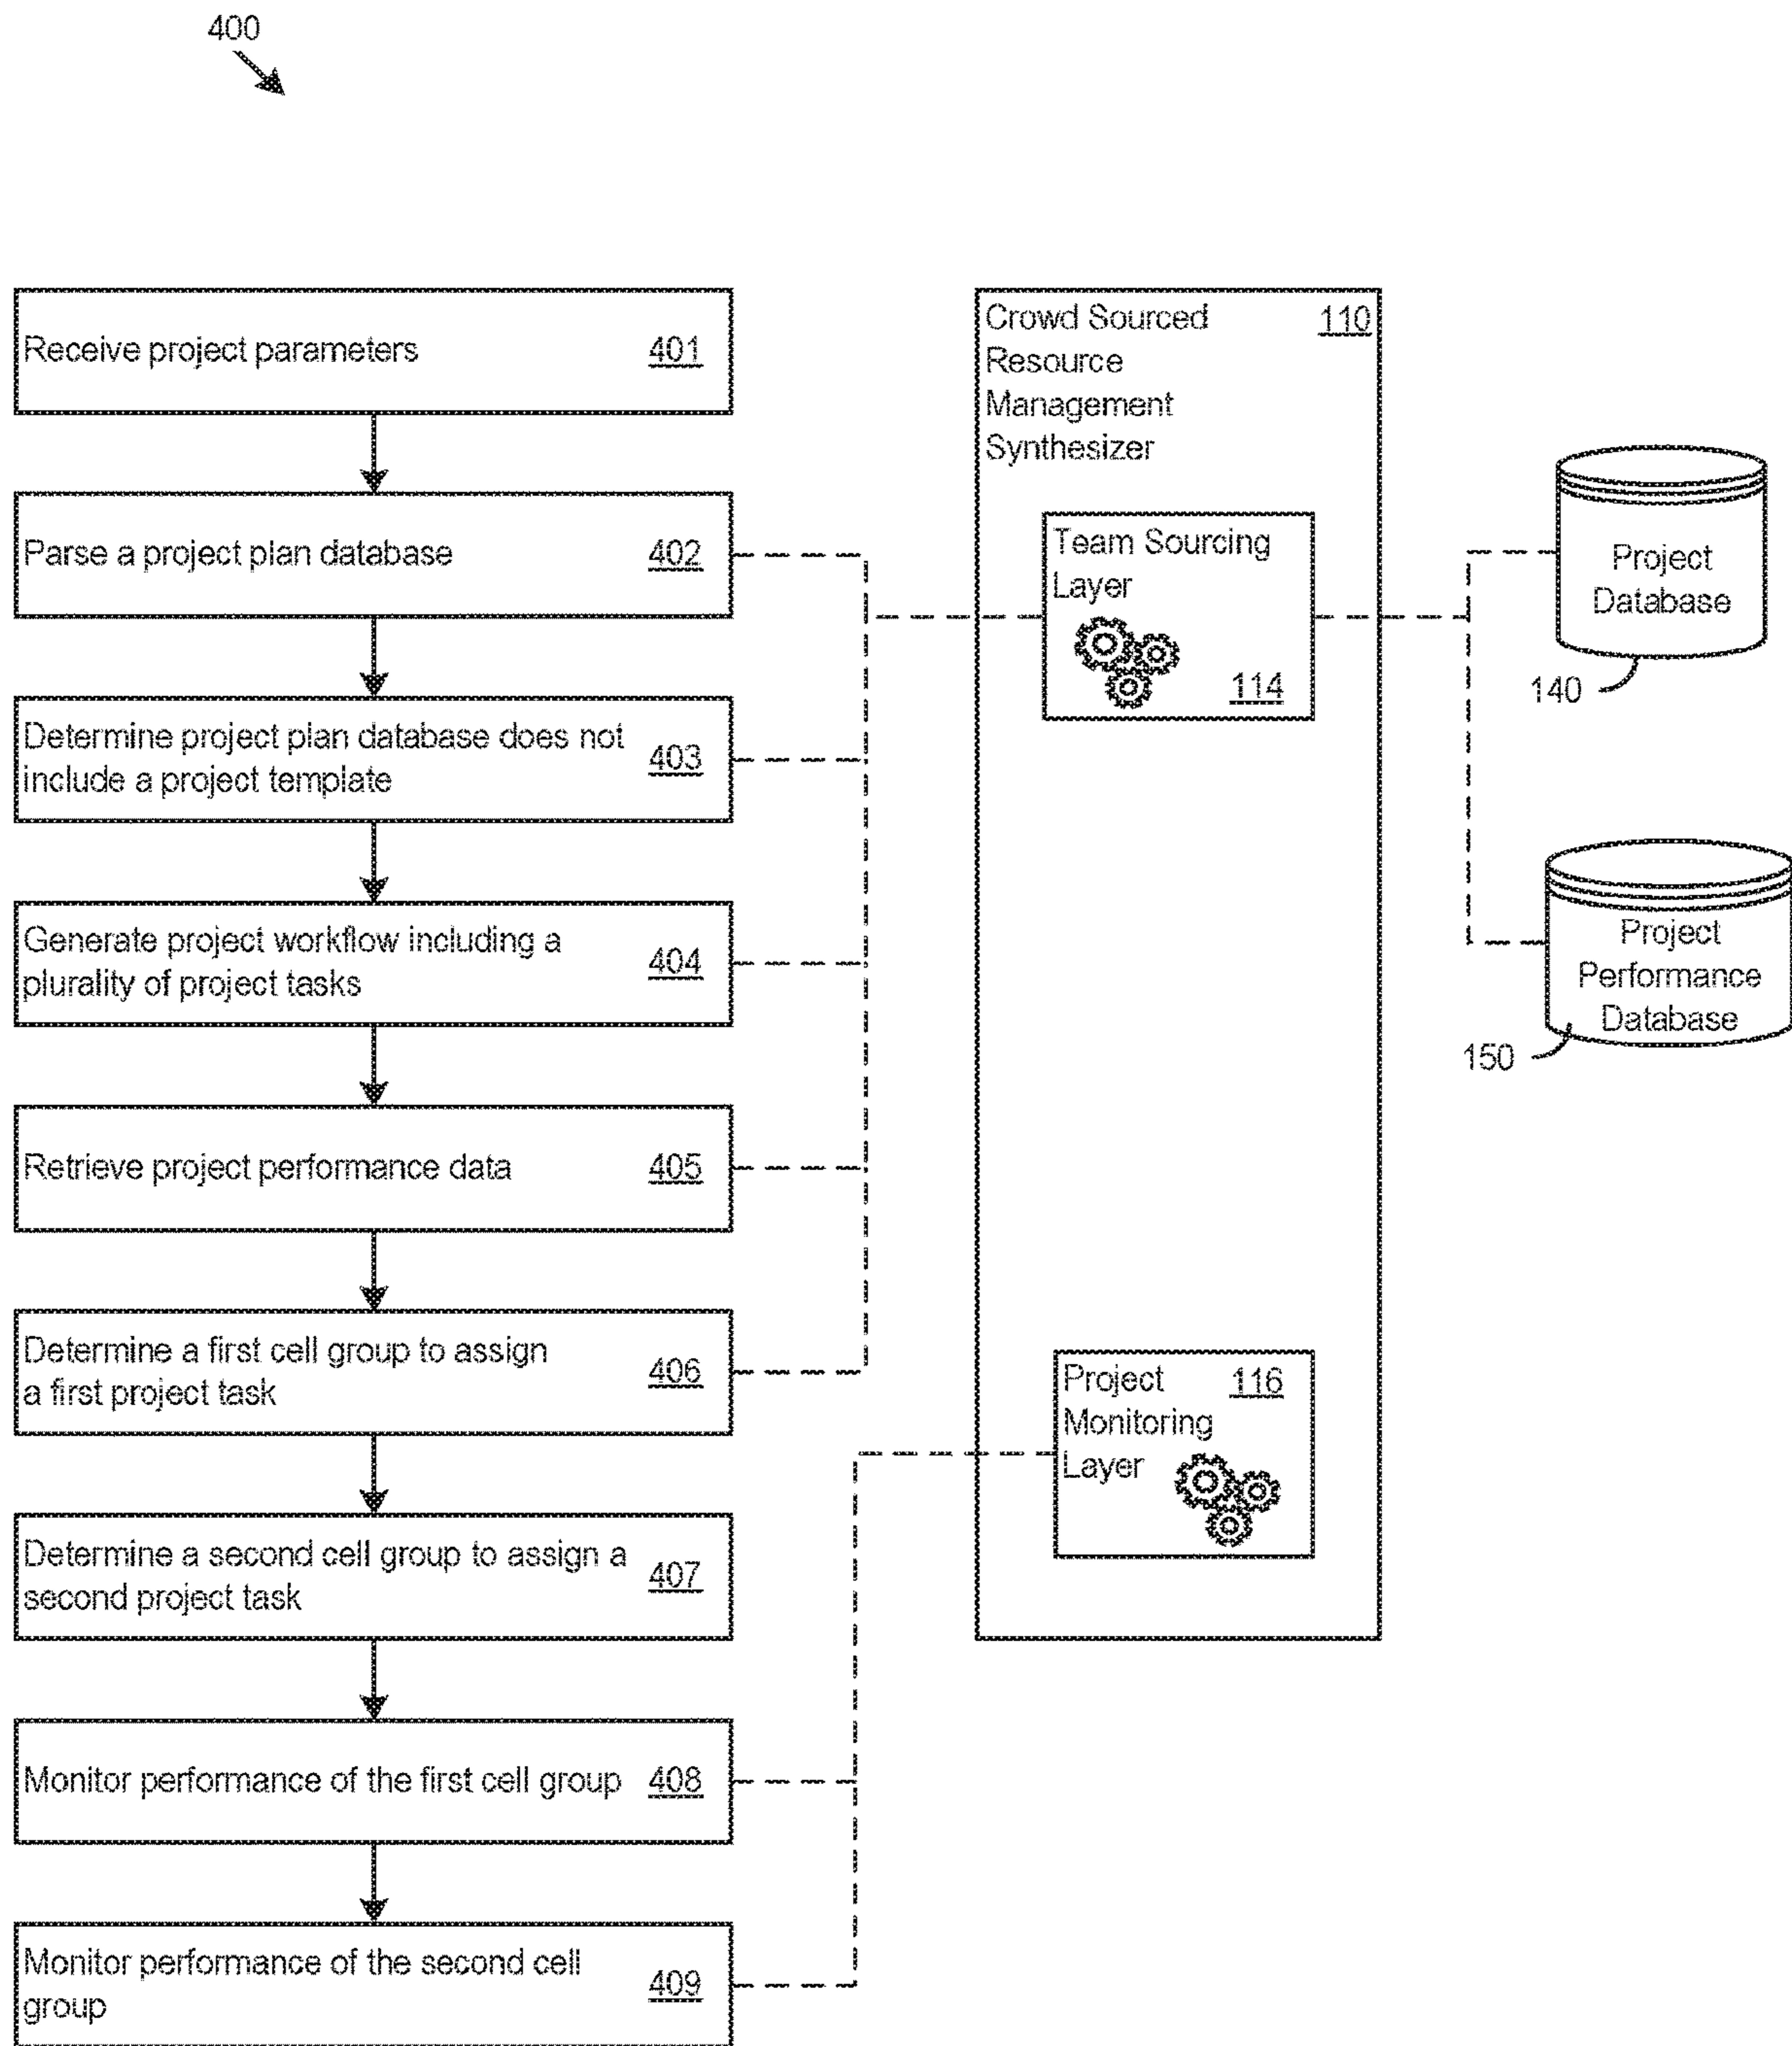 400
Receive project parameters 401
Parse a project plan database 402
Determine project plan database does not
include a project template 403
Generate project workflow including a
plurality of project tasks 404
Retrieve project performance data 405
Determine a first cell group to assign
a first project task 406
Determine a second cell group to assign a
second project task 407
Monitor performance of the first cell group 408
Monitor performance of the second cell
group 409
Crowd Sourced 110
Resource
Management
Synthesizer
Team Sourcing
Layer
114
Project 116
Monitoring
Layer
Project
Database
140
Project
Performance
Database
150